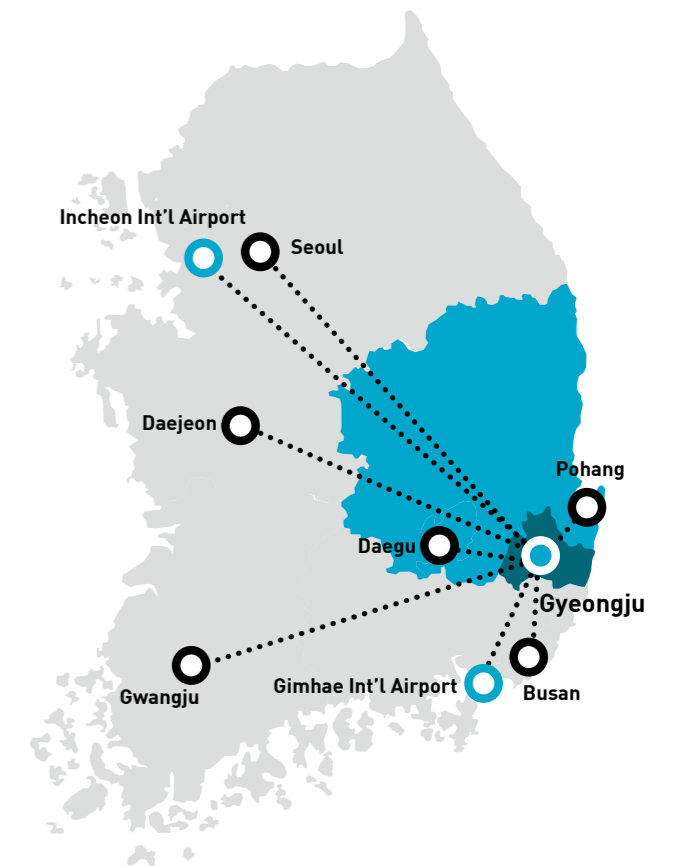 Incheon Int'l Airport
Seoul
Daejeon
Pohang
Daegu
Gyeongju
Gwangju
Gimhae Int'l Airport
Busan